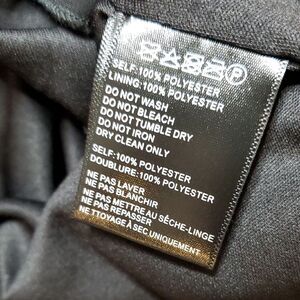 P
SELF:100% POLYESTER
LINING:100% POLYESTER
DO NOT WASH
DO NOT BLEACH
DO NOT TUMBLE DRY
DO NOT IRON
DRY CLEAN ONLY
SELF:100% POLYESTER
DOUBLURE:100% POLYESTER
NE PAS LAVER
NE PAS BLANCHIR
NE PAS METTRE AU SÈCHE-LINGE
NE PAS REPASSER
NETTOYAGE À SEC UNIQUEMENT